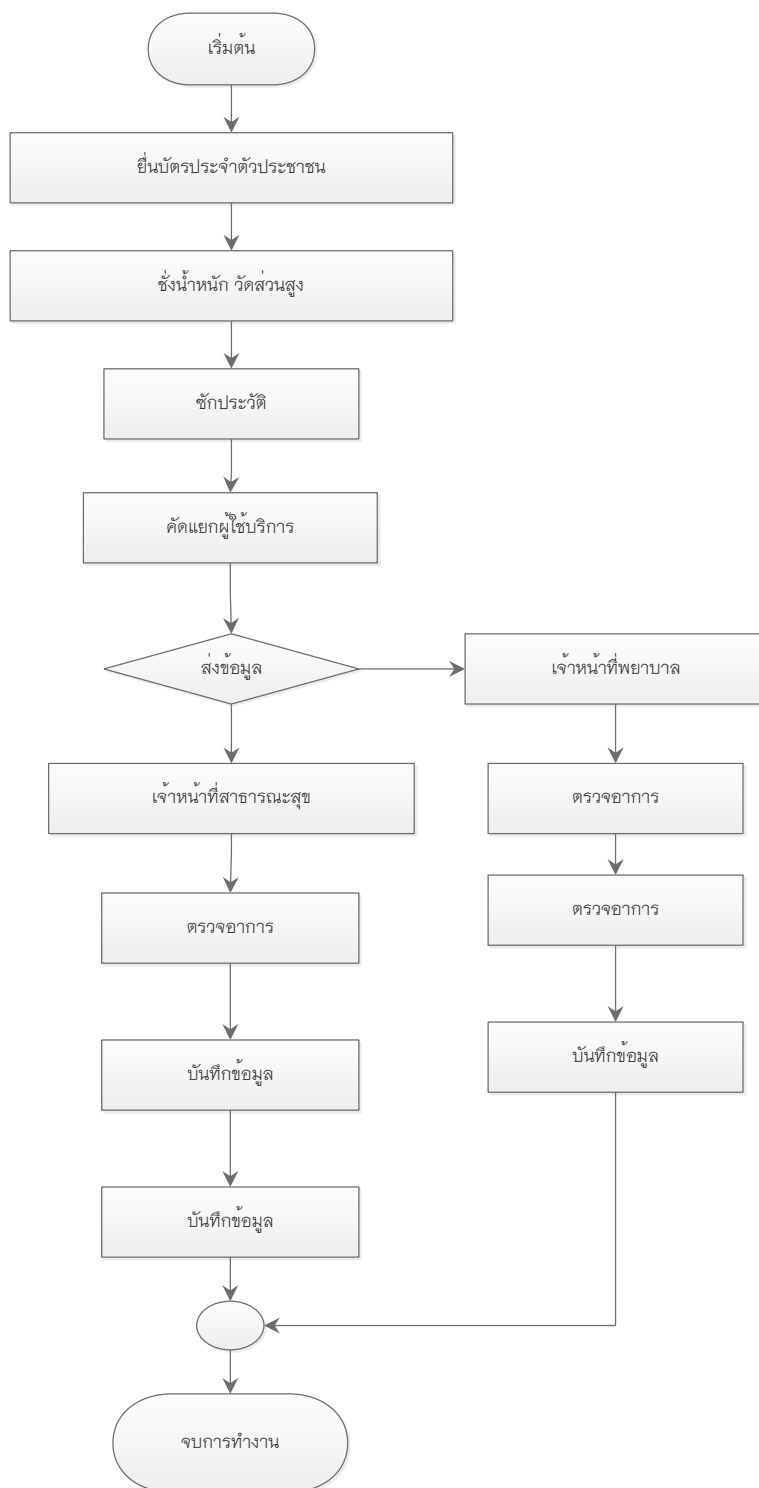 เริ่มต้น
ยื่นบัตรประจำตัวประชาชน
ชั่งน้ำหนัก วัดส่วนสูง
ซักประวัติ
คัดแยกผู้ใช้บริการ
ส่งข้อมูล
เจ้าหน้าที่พยาบาล
เจ้าหน้าที่สาธารณะสุข
ตรวจอาการ
ตรวจอาการ
ตรวจอาการ
บันทึกข้อมูล
บันทึกข้อมูล
บันทึกข้อมูล
จบการทำงาน